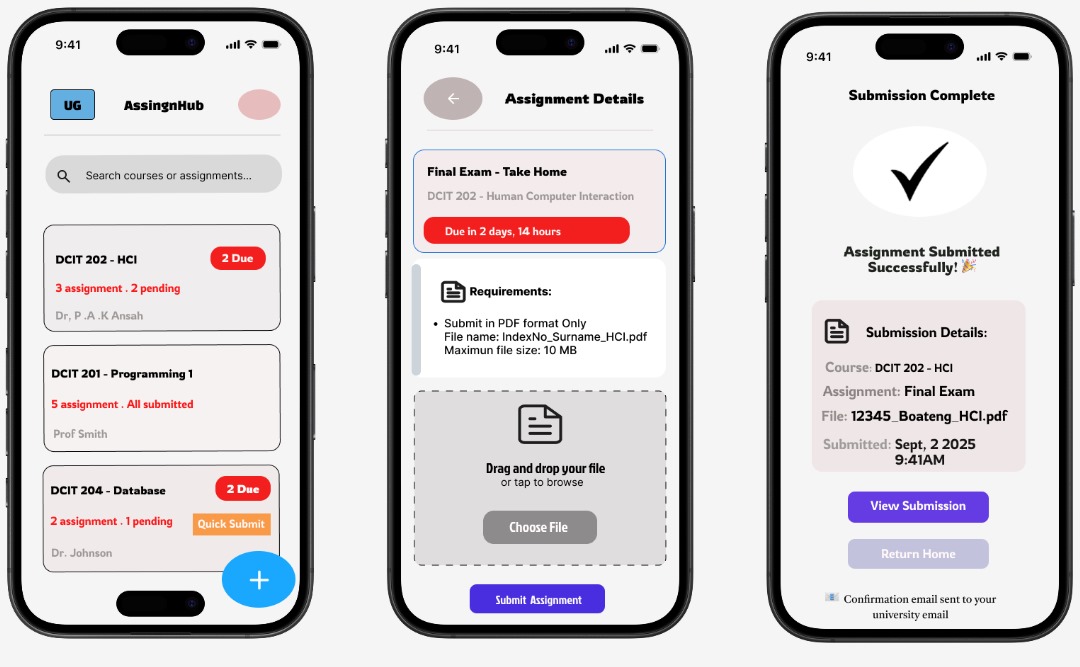 9:41
UG
AssingnHub
Search courses or assignments...
DCIT 202 - HCI
2 Due
3 assignment . 2 pending
Dr, P .A .K Ansah
DCIT 201 - Programming 1
5 assignment . All submitted
Prof Smith
DCIT 204 - Database
2 Due
2 assignment . 1 pending
Quick Submit
Dr. Johnson
9:41
Assignment Details
Final Exam - Take Home
DCIT 202 - Human Computer Interaction
Due in 2 days, 14 hours
Requirements:
• Submit in PDF format Only
File name: IndexNo_Surname_HCI.pdf
Maximun file size: 10 MB
Drag and drop your file
or tap to browse
Choose File
Submit Assignment
9:41
Submission Complete
Assignment Submitted
Successfully! 🎉
Submission Details:
Course: DCIT 202 - HCI
Assignment: Final Exam
File: 12345_Boateng_HCI.pdf
Submitted: Sept, 2 2025
9:41AM
View Submission
Return Home
📧 Confirmation email sent to your
university email